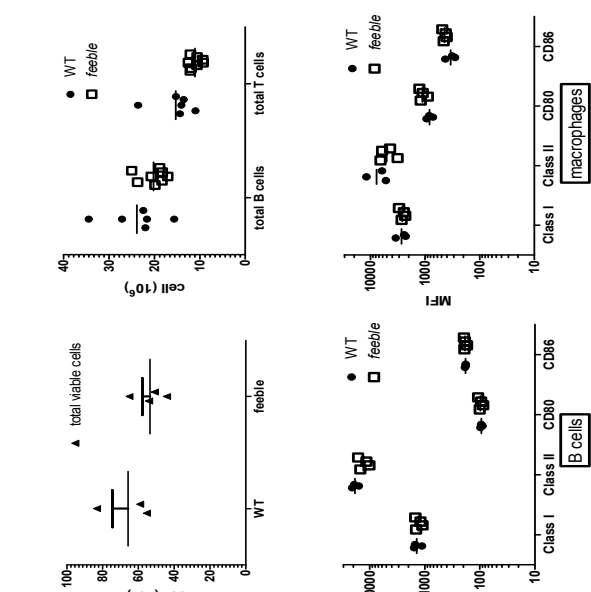 WT
feeble
40
30
20
10
0
cell (10⁶)
total B cells
total T cells
WT
feeble
10000
1000
100
10
MFI
Class I
Class II
CD80
CD86
macrophages
total viable cells
100
80
60
40
20
0
WT
feeble
WT
feeble
1000
100
10
Class I
Class II
CD80
CD86
B cells